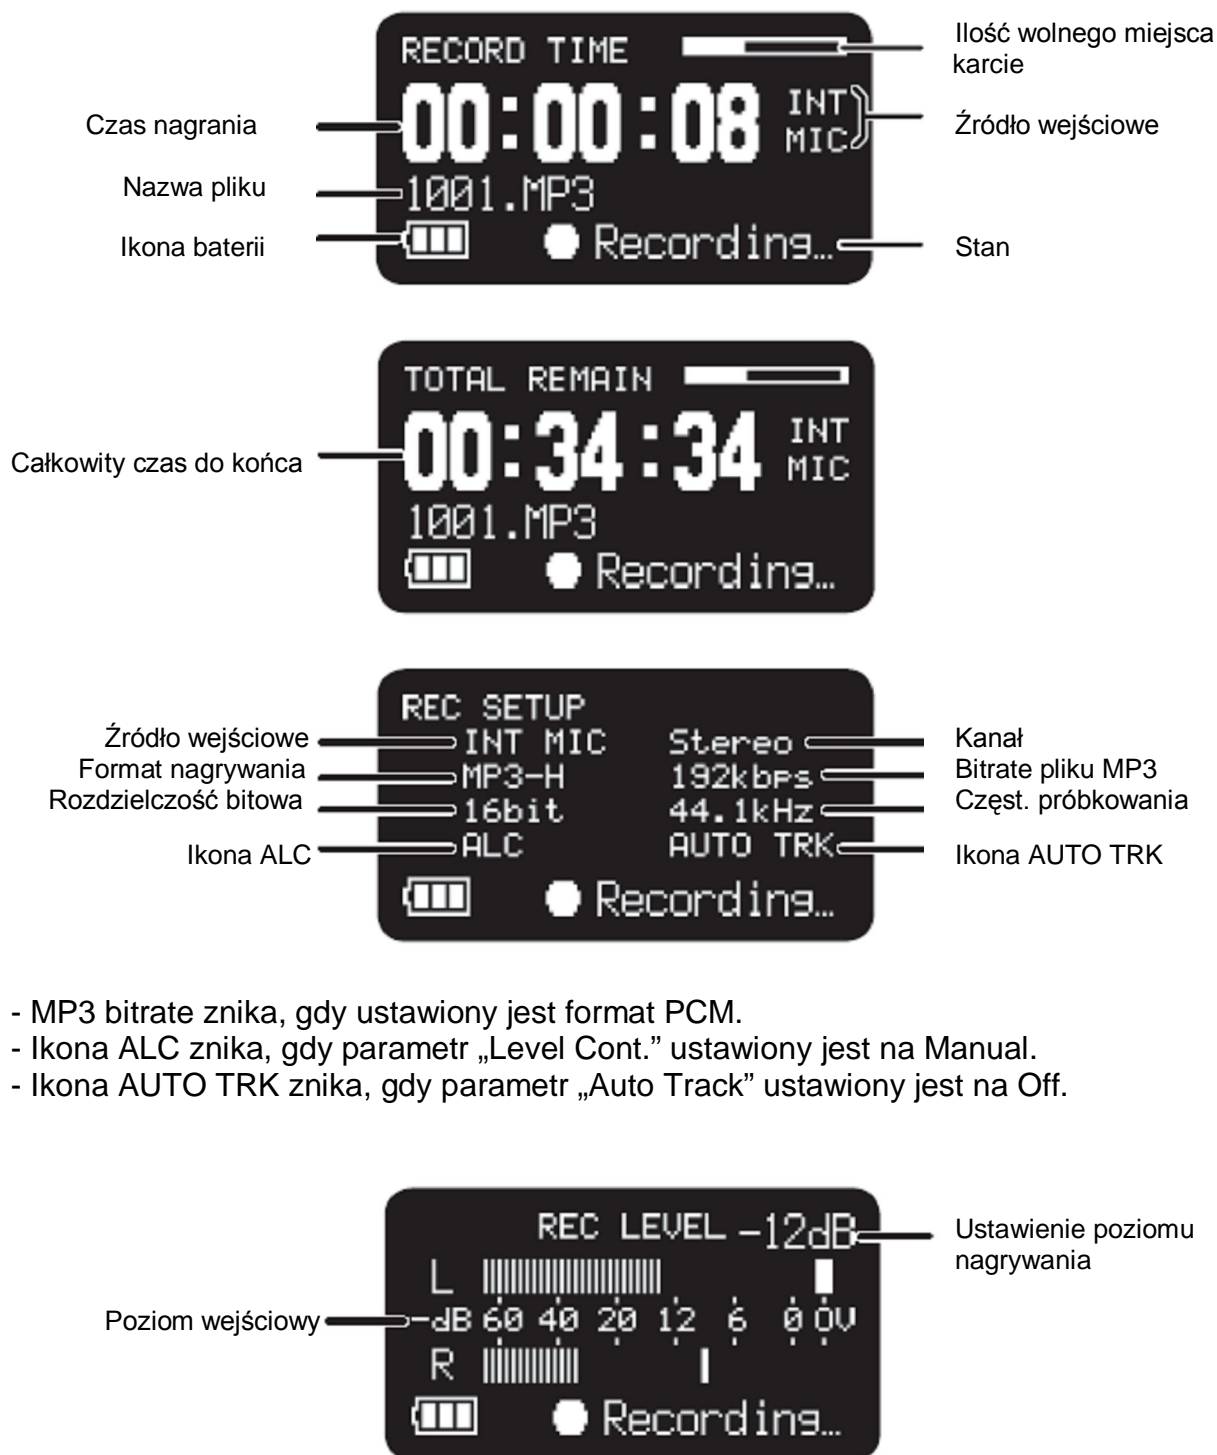 RECORD TIME
Ilość wolnego miejsca
karcie
00:00:08
INT
MIC
Czas nagrania
Źródło wejściowe
Nazwa pliku
1001.MP3
Ikona baterii
Recording...
Stan
TOTAL REMAIN
Całkowity czas do końca
00:34:34
INT
MIC
1001.MP3
Recording...
REC SETUP
Źródło wejściowe INT MIC Stereo Kanał
Format nagrywania MP3-H 192kbps Bitrate pliku MP3
Rozdzielczość bitowa 16bit 44.1kHz Częst. próbkowania
Ikona ALC ALC AUTO TRK Ikona AUTO TRK
Recording...
- MP3 bitrate znika, gdy ustawiony jest format PCM.
- Ikona ALC znika, gdy parametr „Level Cont.” ustawiony jest na Manual.
- Ikona AUTO TRK znika, gdy parametr „Auto Track” ustawiony jest na Off.
REC LEVEL -12dB
Ustawienie poziomu
nagrywania
L
Poziom wejściowy
-dB 60 40 20 12 6 0 OV
R
Recording...